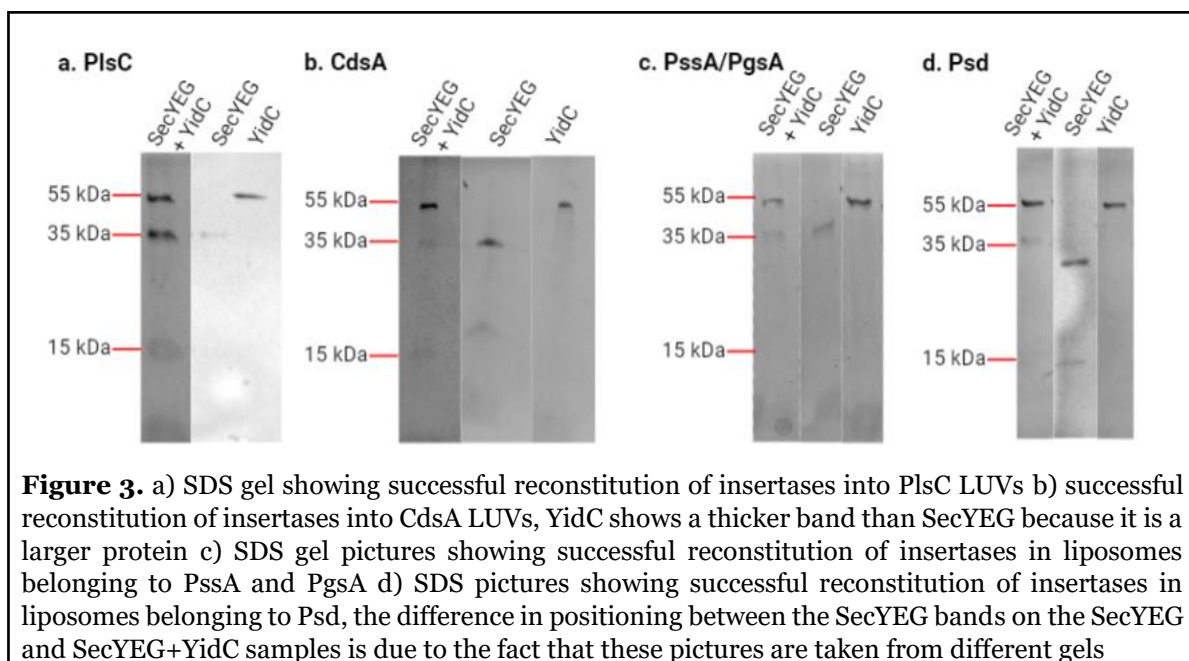 a. PlsC
b. CdsA
c. PssA/PgsA
d. Psd
SecYEG
+ YidC
SecYEG
YidC
SecYEG
+ YidC
SecYEG
YidC
SecYEG
+ YidC
SecYEG
YidC
SecYEG
+ YidC
SecYEG
YidC
55 kDa
35 kDa
15 kDa
55 kDa
35 kDa
15 kDa
55 kDa
35 kDa
15 kDa
55 kDa
35 kDa
15 kDa
Figure 3. a) SDS gel showing successful reconstitution of insertases into PlsC LUVs b) successful
reconstitution of insertases into CdsA LUVs, YidC shows a thicker band than SecYEG because it is a
larger protein c) SDS gel pictures showing successful reconstitution of insertases in liposomes
belonging to PssA and PgsA d) SDS pictures showing successful reconstitution of insertases in
liposomes belonging to Psd, the difference in positioning between the SecYEG bands on the SecYEG
and SecYEG+YidC samples is due to the fact that these pictures are taken from different gels